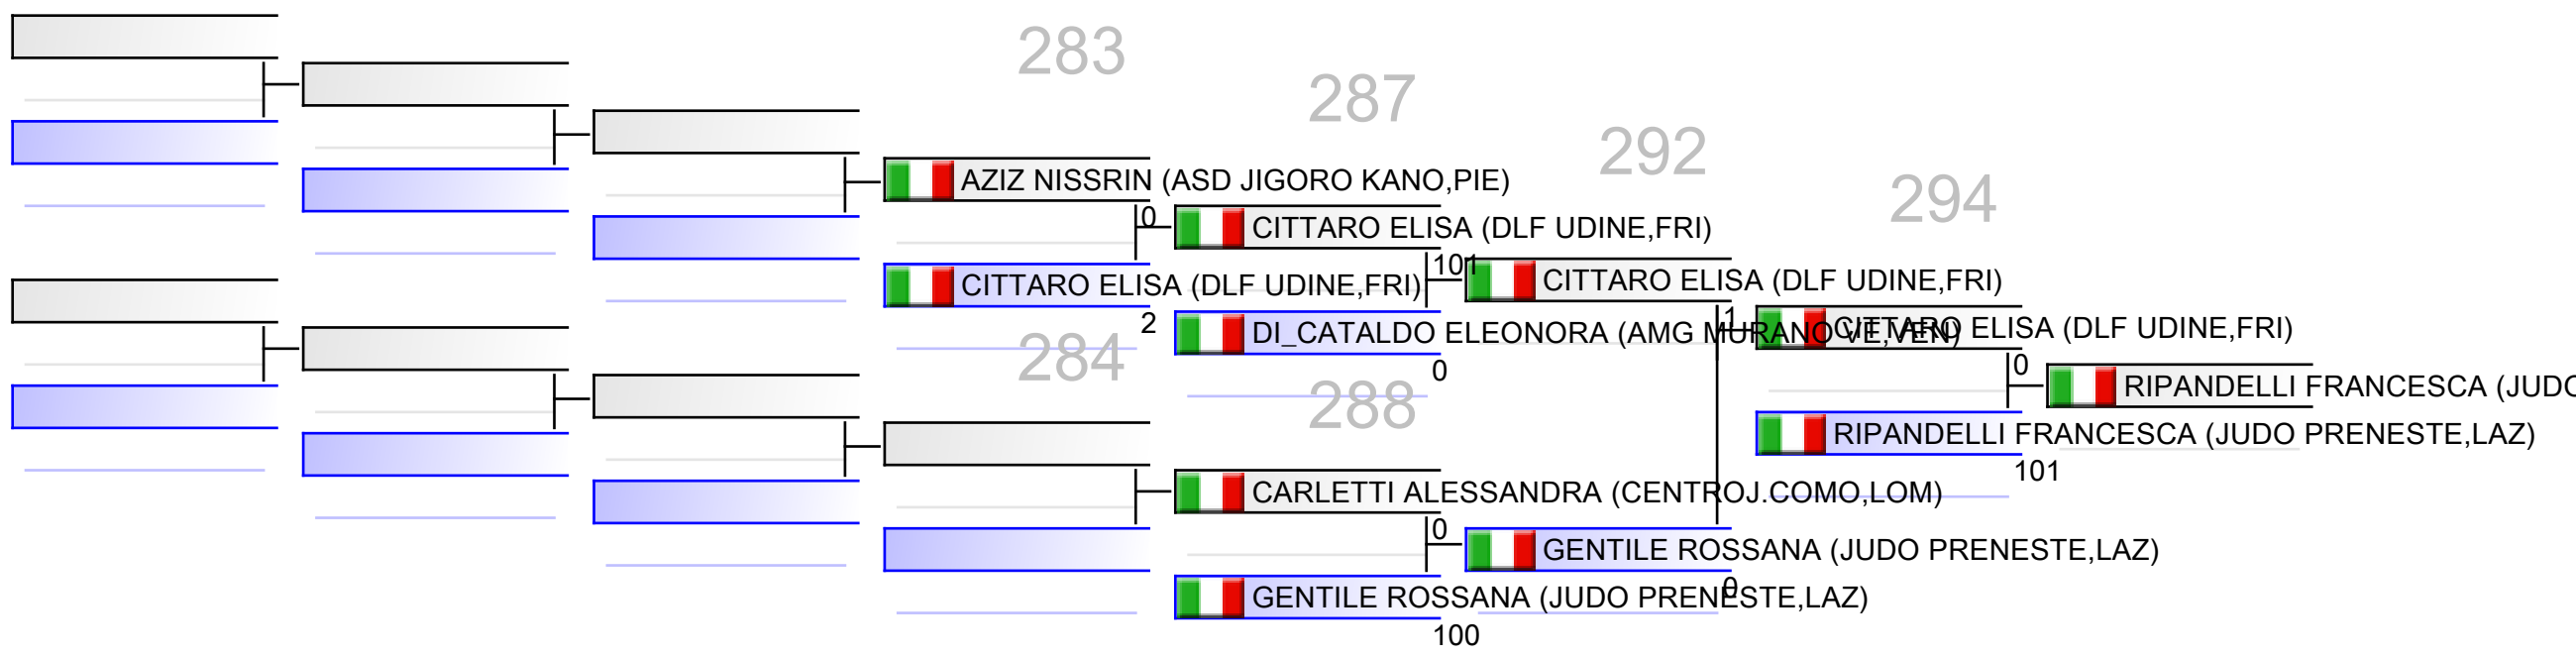 283
287
292
294
AZIZ NISSRIN (ASD JIGORO KANO,PIE)
0
CITTARO ELISA (DLF UDINE,FRI)
101
CITTARO ELISA (DLF UDINE,FRI)
CITTARO ELISA (DLF UDINE,FRI)
2
1
CITTARO ELISA (DLF UDINE,FRI)
DI_CATALDO ELEONORA (AMG MURANO VE,VEN)
284
0
0
RIPANDELLI FRANCESCA (JUDO
288
RIPANDELLI FRANCESCA (JUDO PRENESTE,LAZ)
101
CARLETTI ALESSANDRA (CENTROJ.COMO,LOM)
0
GENTILE ROSSANA (JUDO PRENESTE,LAZ)
0
GENTILE ROSSANA (JUDO PRENESTE,LAZ)
100